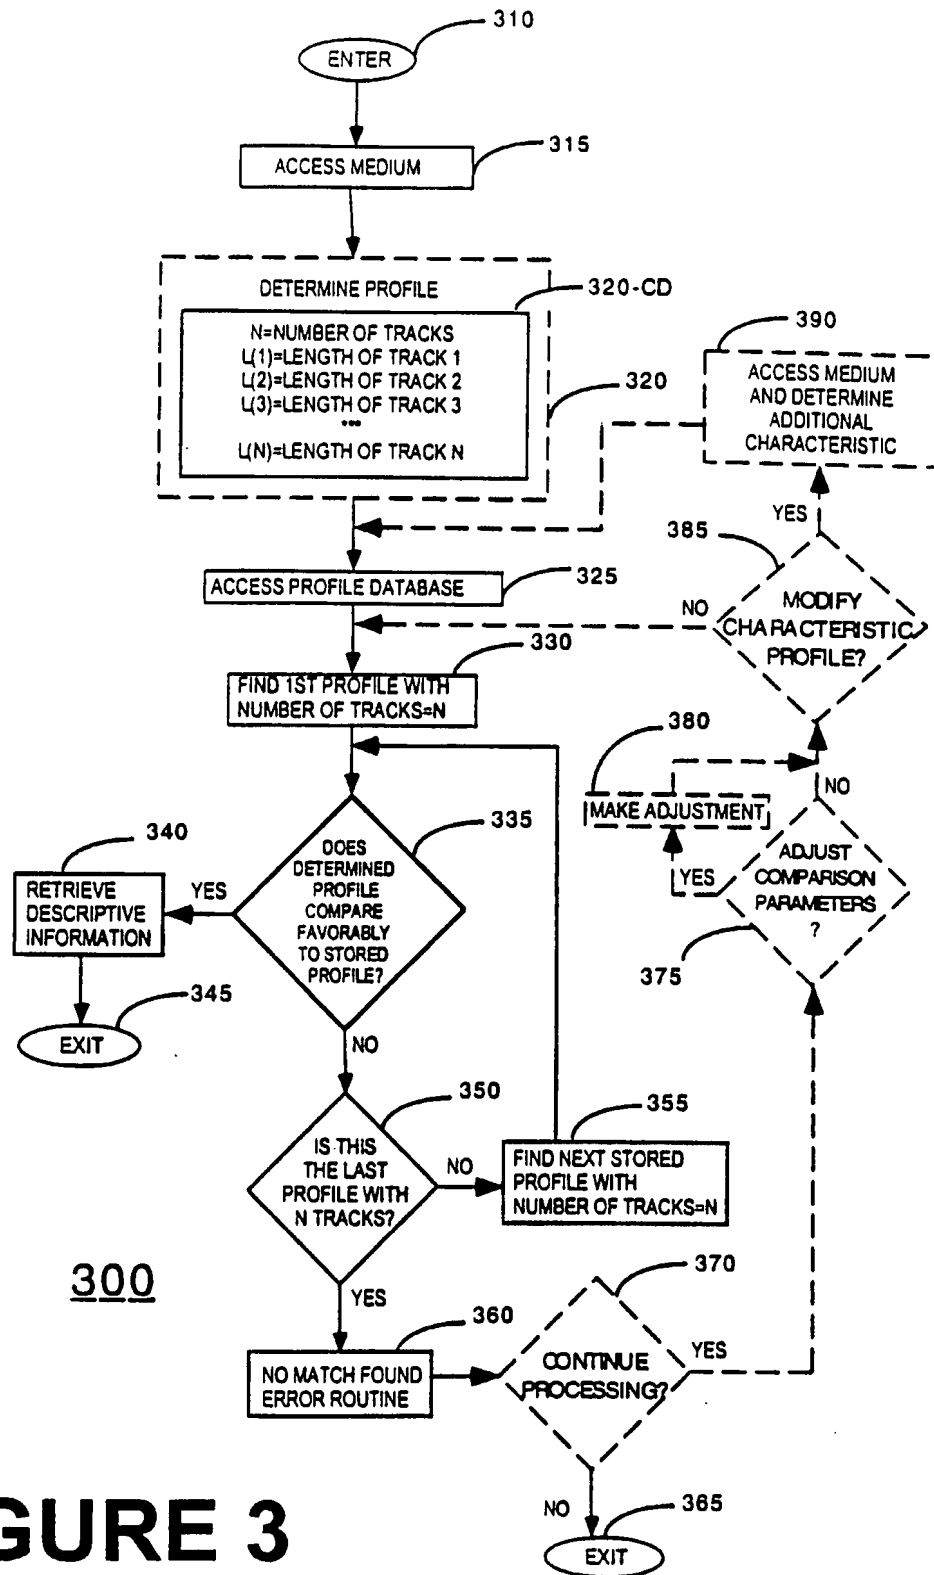 310
ENTER
315
ACCESS MEDIUM
DETERMINE PROFILE
320-CD
N=NUMBER OF TRACKS
L(1)=LENGTH OF TRACK 1
L(2)=LENGTH OF TRACK 2
L(3)=LENGTH OF TRACK 3
•••
L(N)=LENGTH OF TRACK N
320
390
ACCESS MEDIUM
AND DETERMINE
ADDITIONAL
CHARACTERISTIC
YES
385
ACCESS PROFILE DATABASE
325
NO
MODIFY
CHARACTERISTIC
PROFILE?
330
FIND 1ST PROFILE WITH
NUMBER OF TRACKS=N
380
NO
MAKE ADJUSTMENT
YES
ADJUST
COMPARISON
PARAMETERS
?
375
335
DOES
DETERMINED
PROFILE
COMPARE
FAVORABLY
TO STORED
PROFILE?
340
YES
RETRIEVE
DESCRIPTIVE
INFORMATION
345
EXIT
NO
350
IS THIS
THE LAST
PROFILE WITH
N TRACKS?
NO
355
FIND NEXT STORED
PROFILE WITH
NUMBER OF TRACKS=N
300
YES
360
NO MATCH FOUND
ERROR ROUTINE
370
CONTINUE
PROCESSING?
YES
NO
365
EXIT
GURE 3